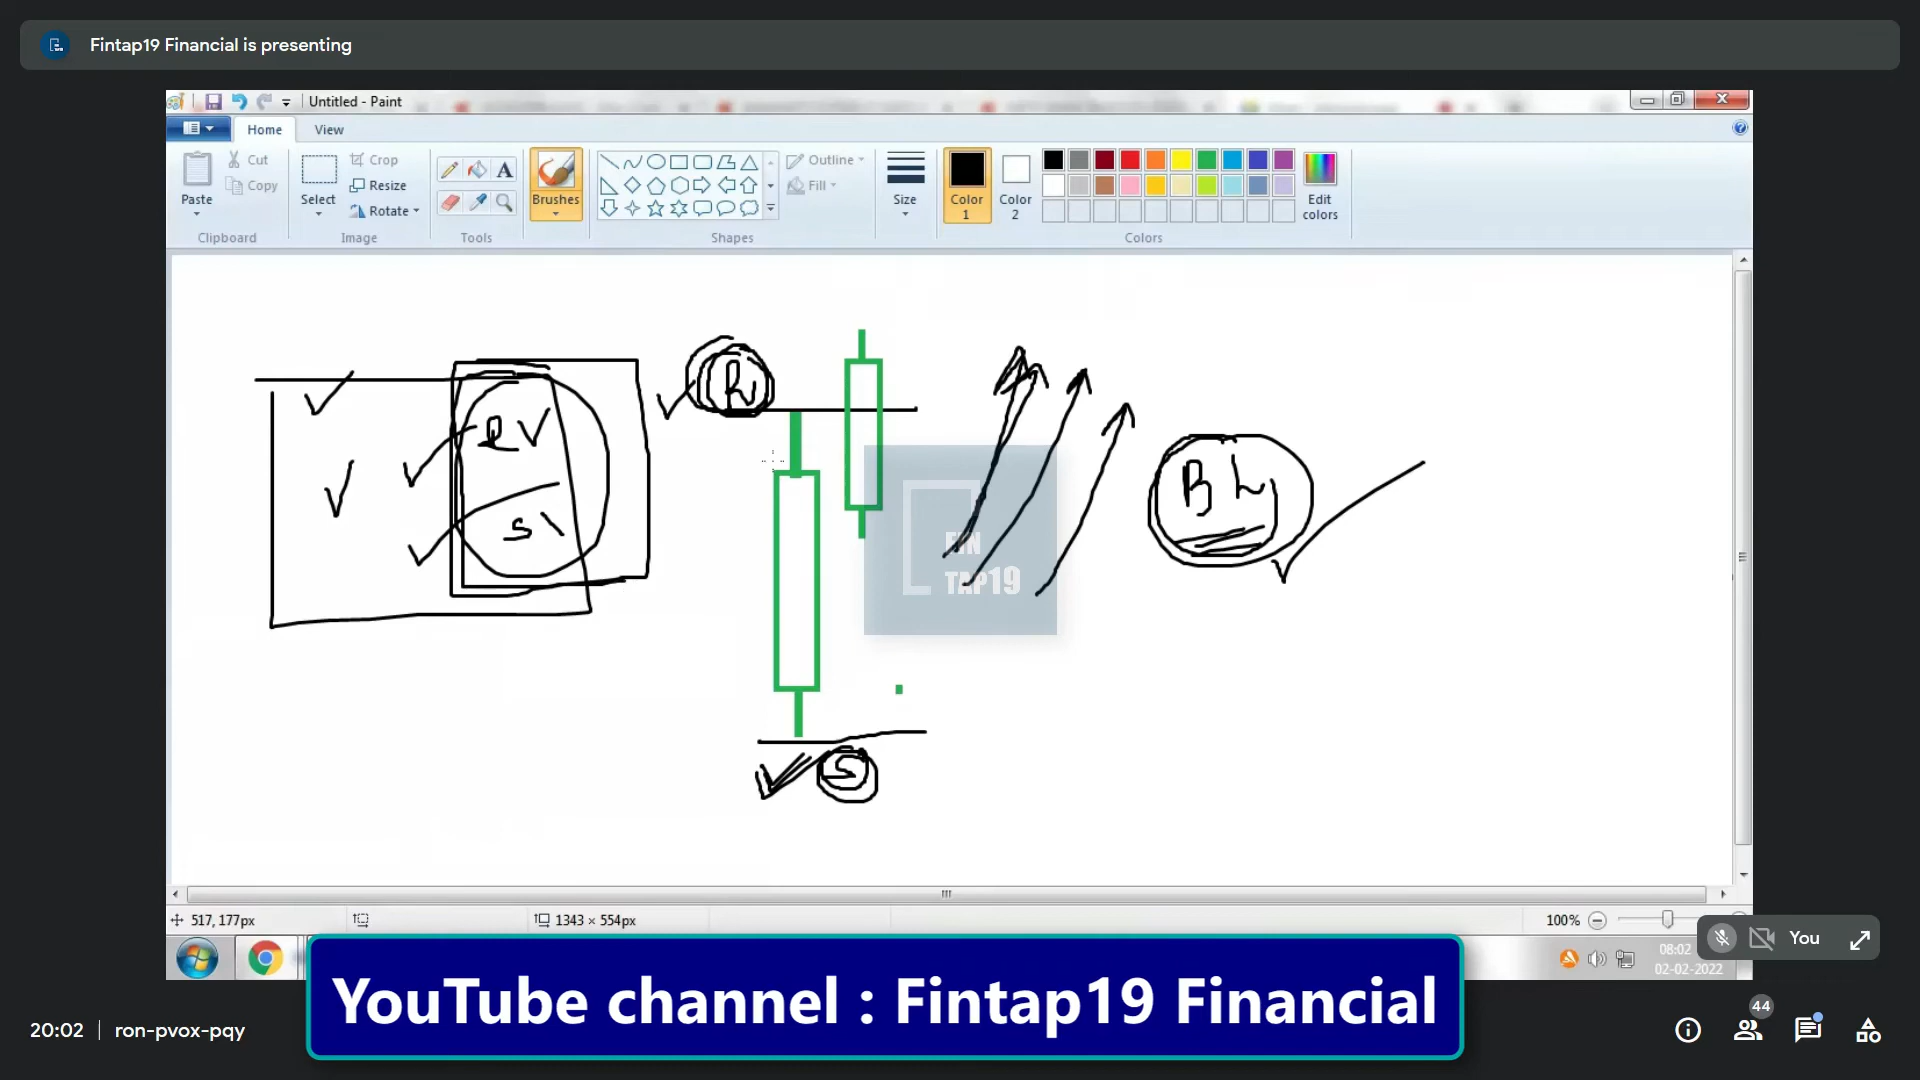 Fintap19 Financial is presenting
Untitled - Paint
Home View
Paste
Cut
Copy
Clipboard
Select
Crop
Resize
Rotate
Image
A
Tools
Brushes
Shapes
Outline
Fill
Size
Color 1
Color 2
Edit colors
Colors
R
RV
S
FIN
TAP19
517, 177px
1343 × 554px
100%
You
08:02
02-02-2022
YouTube channel : Fintap19 Financial
20:02 | ron-pvox-pqy
44